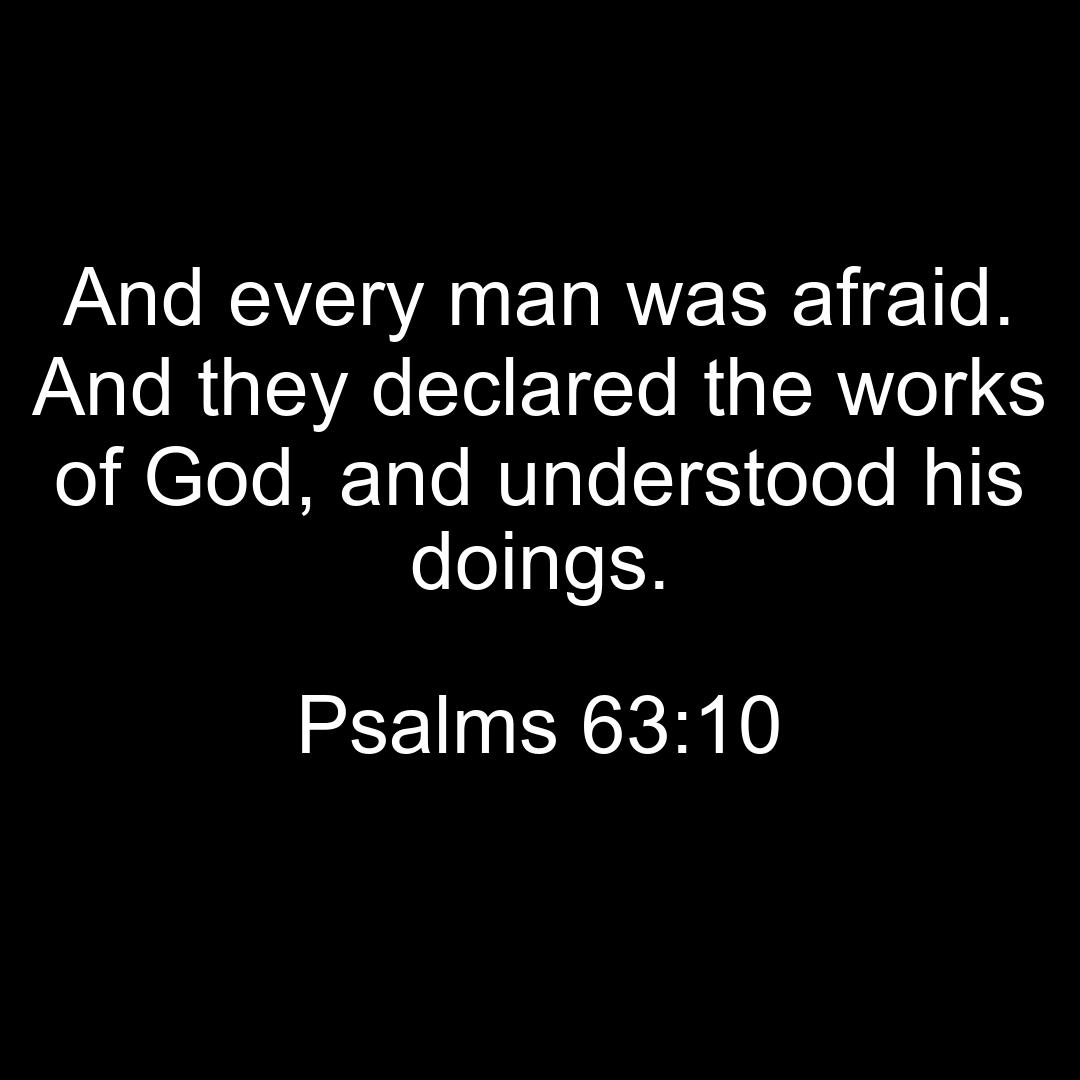 And every man was afraid.
And they declared the works
of God, and understood his
doings.
Psalms 63:10